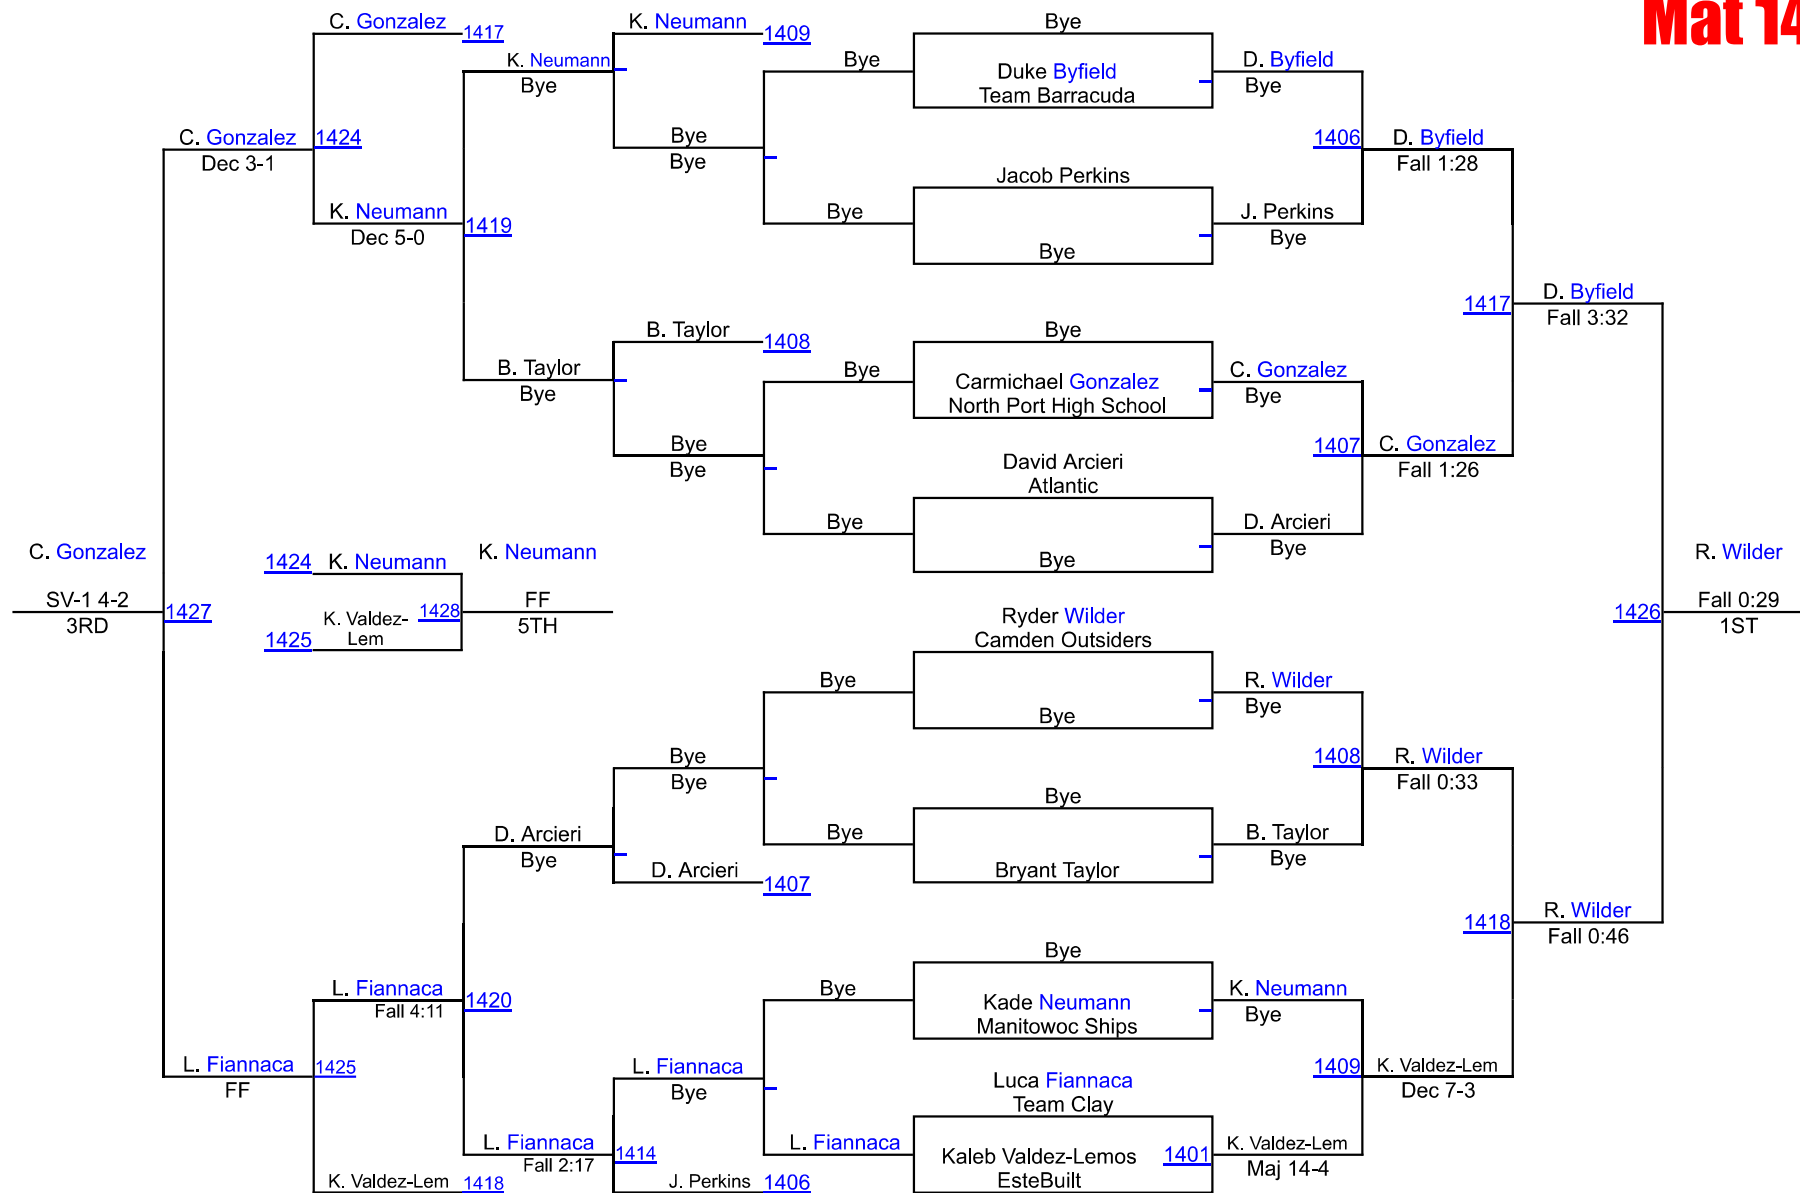 Mat 14
C. Gonzalez
1417
K. Neumann
1409
Bye
K. Neumann
Bye
Bye
Duke Byfield
Team Barracuda
D. Byfield
Bye
C. Gonzalez
1424
Dec 3-1
Bye
Bye
1406
D. Byfield
Fall 1:28
Jacob Perkins
K. Neumann
1419
Dec 5-0
Bye
J. Perkins
Bye
Bye
1417
D. Byfield
Fall 3:32
B. Taylor
1408
Bye
B. Taylor
Bye
Bye
Carmichael Gonzalez
North Port High School
C. Gonzalez
Bye
Bye
Bye
1407
C. Gonzalez
Fall 1:26
David Arcieri
Atlantic
Bye
D. Arcieri
Bye
Bye
C. Gonzalez
SV-1 4-2
3RD
1427
1424
K. Neumann
K. Valdez-
Lem
1428
1425
K. Neumann
FF
5TH
R. Wilder
Fall 0:29
1ST
1426
Ryder Wilder
Camden Outsiders
Bye
Bye
R. Wilder
Bye
Bye
Bye
1408
R. Wilder
Fall 0:33
Bye
D. Arcieri
Bye
Bye
Bryant Taylor
B. Taylor
Bye
D. Arcieri
1407
1418
R. Wilder
Fall 0:46
Bye
L. Fiannaca
1420
Fall 4:11
Bye
Kade Neumann
Manitowoc Ships
K. Neumann
Bye
L. Fiannaca
1425
FF
L. Fiannaca
Bye
Luca Fiannaca
Team Clay
1409
K. Valdez-Lem
Dec 7-3
L. Fiannaca
1414
Fall 2:17
L. Fiannaca
Kaleb Valdez-Lemos
EsteBuilt
1401
K. Valdez-Lem
Maj 14-4
K. Valdez-Lem
1418
J. Perkins
1406